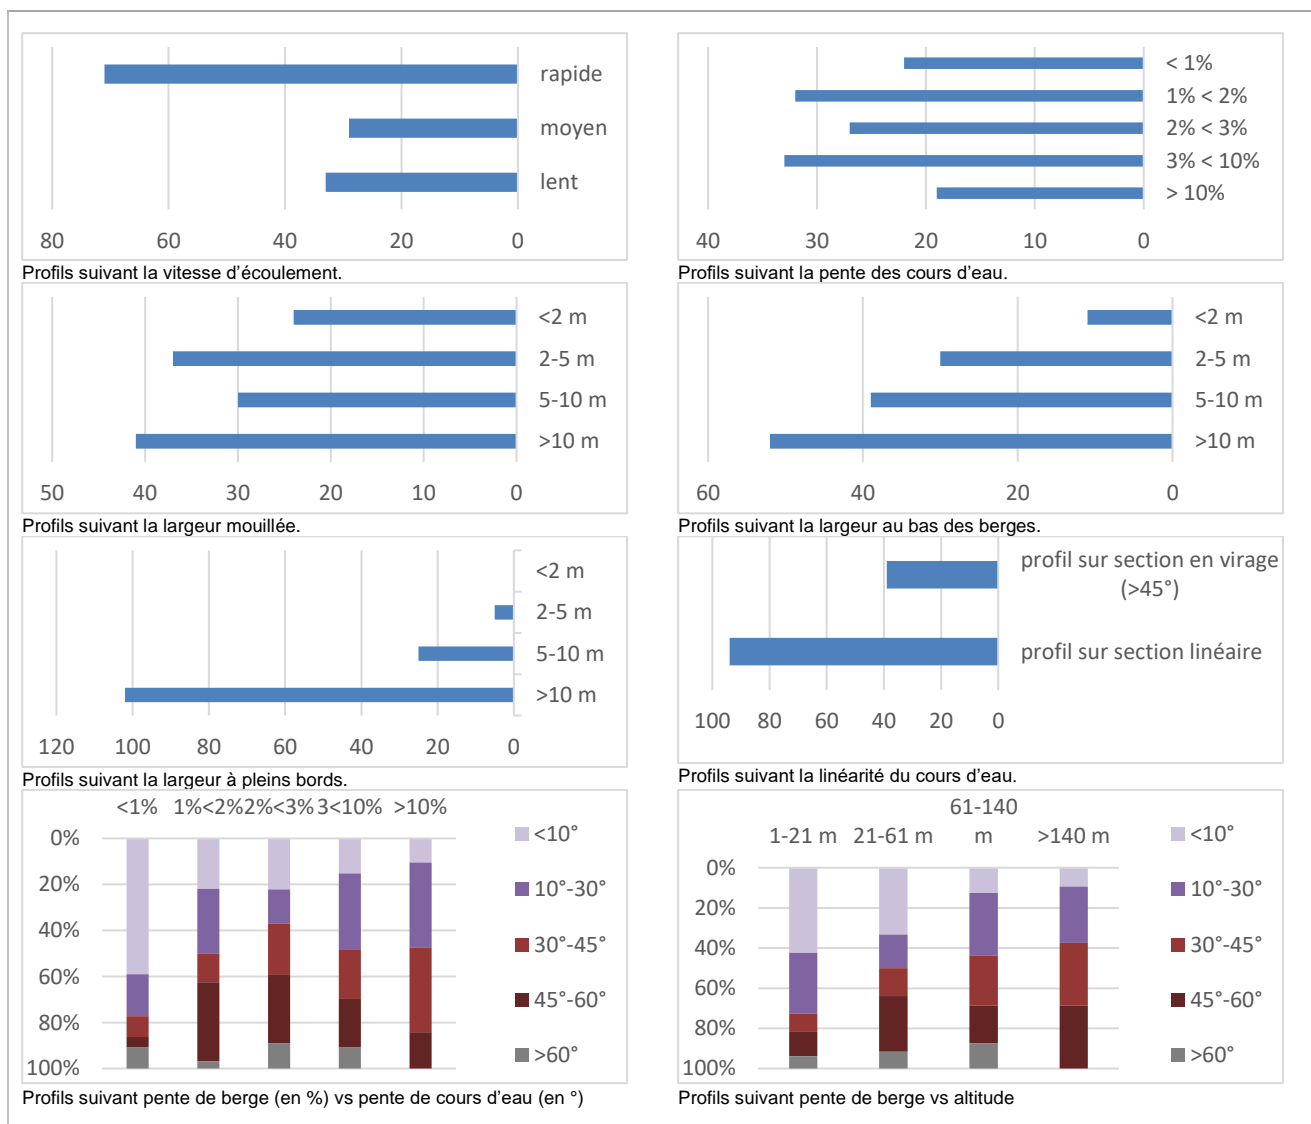 rapide
moyen
lent
80 60 40 20 0
Profils suivant la vitesse d'écoulement.
< 1%
1% < 2%
2% < 3%
3% < 10%
> 10%
40 30 20 10 0
Profils suivant la pente des cours d'eau.
<2 m
2-5 m
5-10 m
>10 m
50 40 30 20 10 0
Profils suivant la largeur mouillée.
<2 m
2-5 m
5-10 m
>10 m
60 40 20 0
Profils suivant la largeur au bas des berges.
<2 m
2-5 m
5-10 m
>10 m
120 100 80 60 40 20 0
Profils suivant la largeur à pleins bords.
profil sur section en virage
(>45°)
profil sur section linéaire
100 80 60 40 20 0
Profils suivant la linéarité du cours d'eau.
<1% 1%<2% 2%<3% 3<10% >10%
0%
20%
40%
60%
80%
100%
<10°
10°-30°
30°-45°
45°-60°
>60°
Profils suivant pente de berge (en %) vs pente de cours d'eau (en °)
61-140
1-21 m 21-61 m m >140 m
0%
20%
40%
60%
80%
100%
<10°
10°-30°
30°-45°
45°-60°
>60°
Profils suivant pente de berge vs altitude